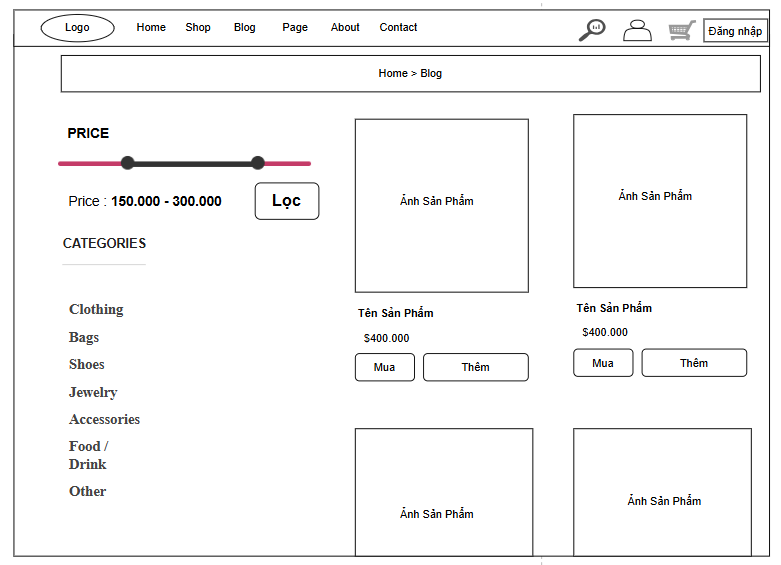 Logo Home Shop Blog Page About Contact Đăng nhập
Home > Blog
PRICE
Price : 150.000 - 300.000 Lọc
CATEGORIES
Clothing
Bags
Shoes
Jewelry
Accessories
Food /
Drink
Other
Ảnh Sản Phẩm
Tên Sản Phẩm
$400.000
Mua Thêm
Ảnh Sản Phẩm
Tên Sản Phẩm
$400.000
Mua Thêm
Ảnh Sản Phẩm
Ảnh Sản Phẩm